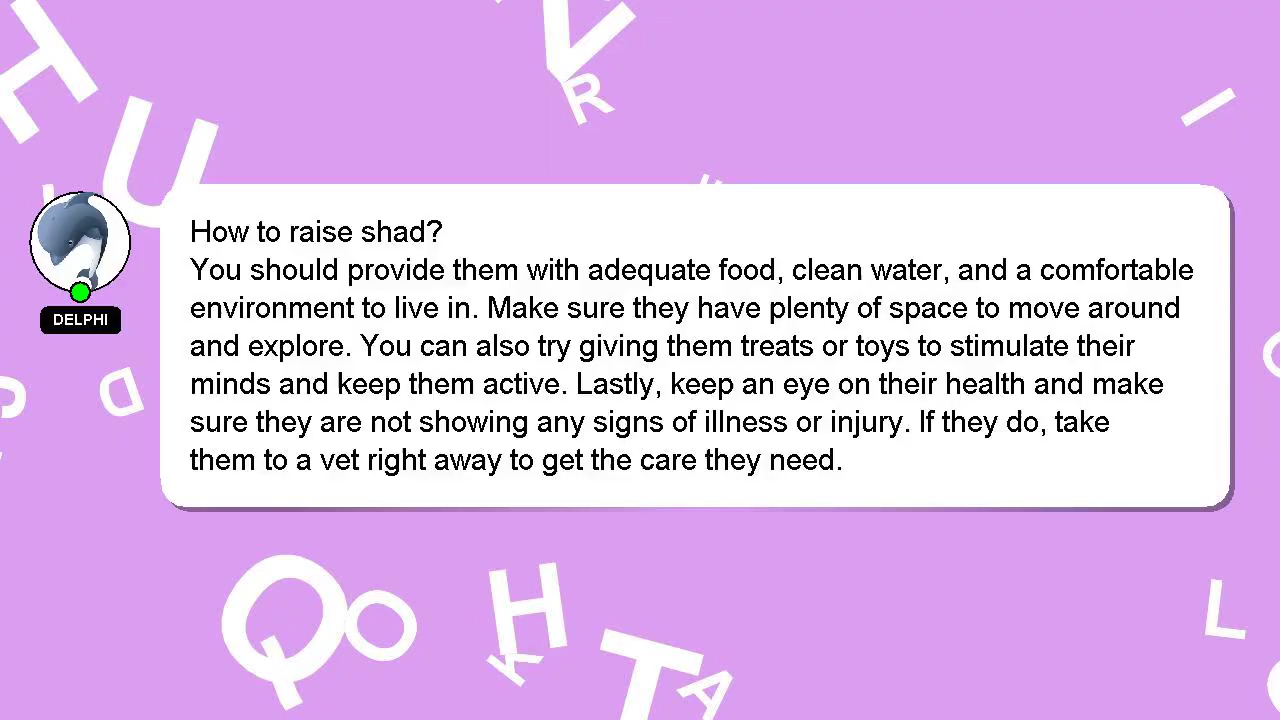 How to raise shad?
You should provide them with adequate food, clean water, and a comfortable
environment to live in. Make sure they have plenty of space to move around
and explore. You can also try giving them treats or toys to stimulate their
minds and keep them active. Lastly, keep an eye on their health and make
sure they are not showing any signs of illness or injury. If they do, take
them to a vet right away to get the care they need.
DELPHI
H
U
V
R
I
D
Q
O
H
K
T
A
L